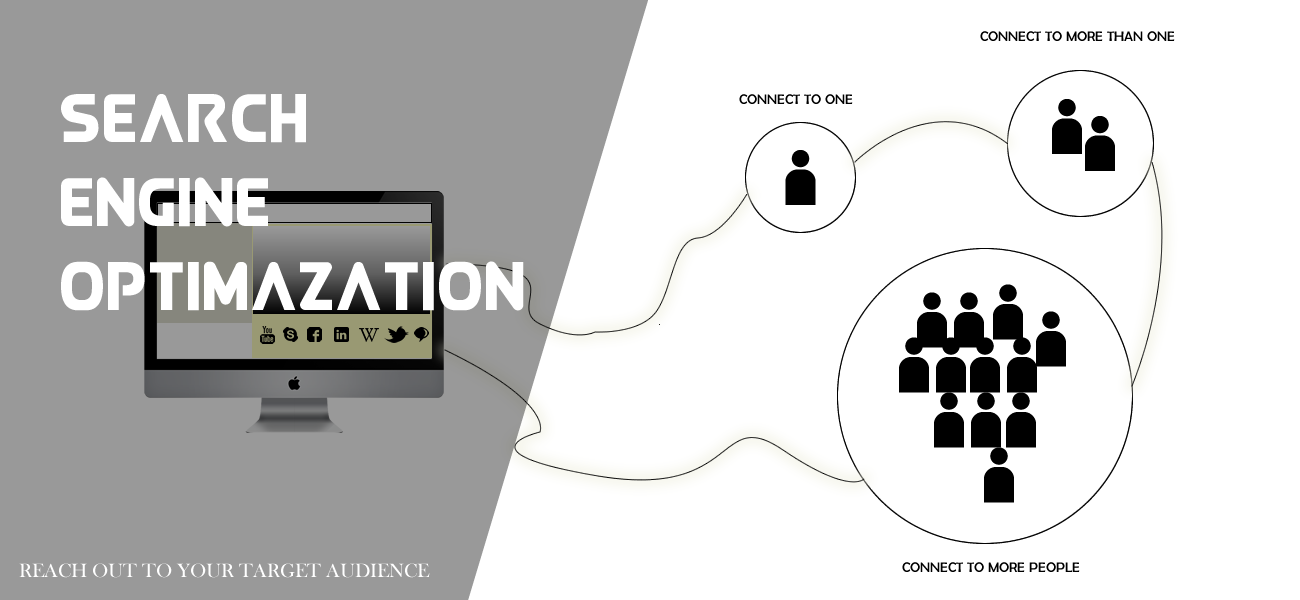 SEARCH
ENGINE
OPTIMAZATION
You
Tube
S
f
in
W
REACH OUT TO YOUR TARGET AUDIENCE
CONNECT TO ONE
CONNECT TO MORE THAN ONE
CONNECT TO MORE PEOPLE